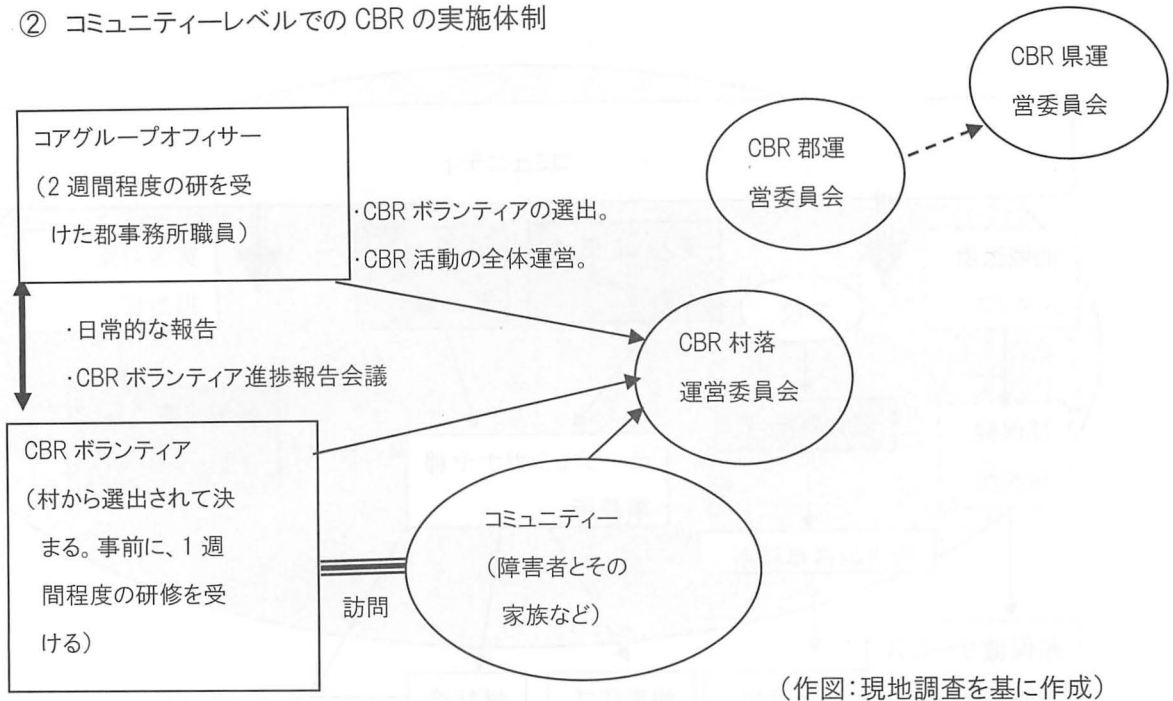 ② コミュニティーレベルでの CBR の実施体制
CBR 県運
営委員会
CBR 郡運
営委員会
コアグループオフィサー
(2 週間程度の研を受
けた郡事務所職員)
・CBR ボランティアの選出。
・CBR 活動の全体運営。
・日常的な報告
・CBR ボランティア進捗報告会議
CBR 村落
運営委員会
CBR ボランティア
(村から選出されて決
まる。事前に、1 週
間程度の研修を受
ける)
訪問
コミュニティー
(障害者とその
家族など)
(作図:現地調査を基に作成)